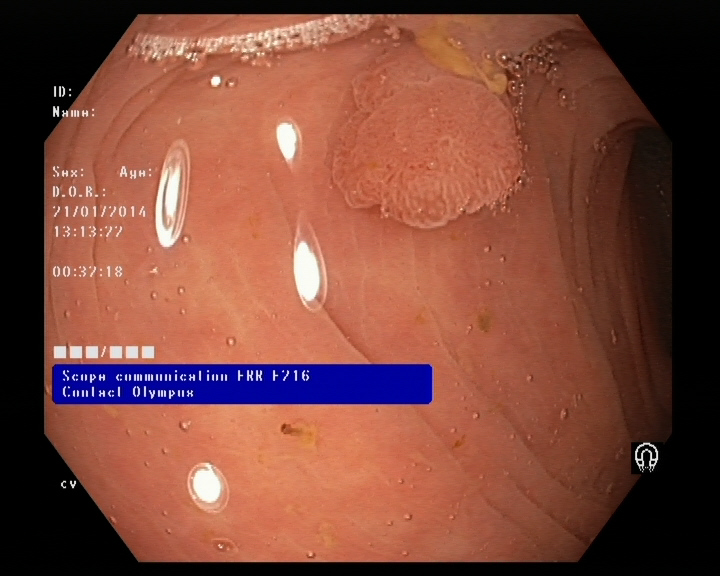 ID:
Name:
Sex: Age:
D.O.B.:
21/01/2014
13:13:22
00:37:18
■■■/■■■
Scope communication ERR E216
Contact Olympus
cv